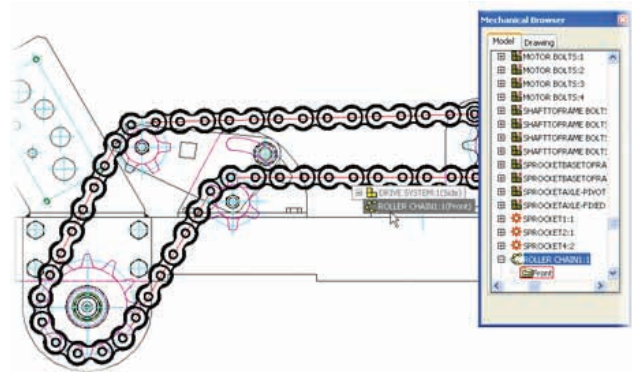 Mechanical Browser
Model
Drawing
MOTOR BOLTS:1
MOTOR BOLTS:2
MOTOR BOLTS:3
MOTOR BOLTS:4
SHAFTTOFRAME BOLT:
SHAFTTOFRAME BOLT:
SHAFTTOFRAME BOLT:
SHAFTTOFRAME BOLT:
SPROCKETBASETOFRA
SPROCKETAXLE-PIVOT
SPROCKETAXLE-FIXED
SPROCKET1:1
SPROCKET2:1
SPROCKET4:2
ROLLER CHAIN1:1
Front
DRIVE SYSTEM:1(Side)
ROLLER CHAIN1:1(Front)